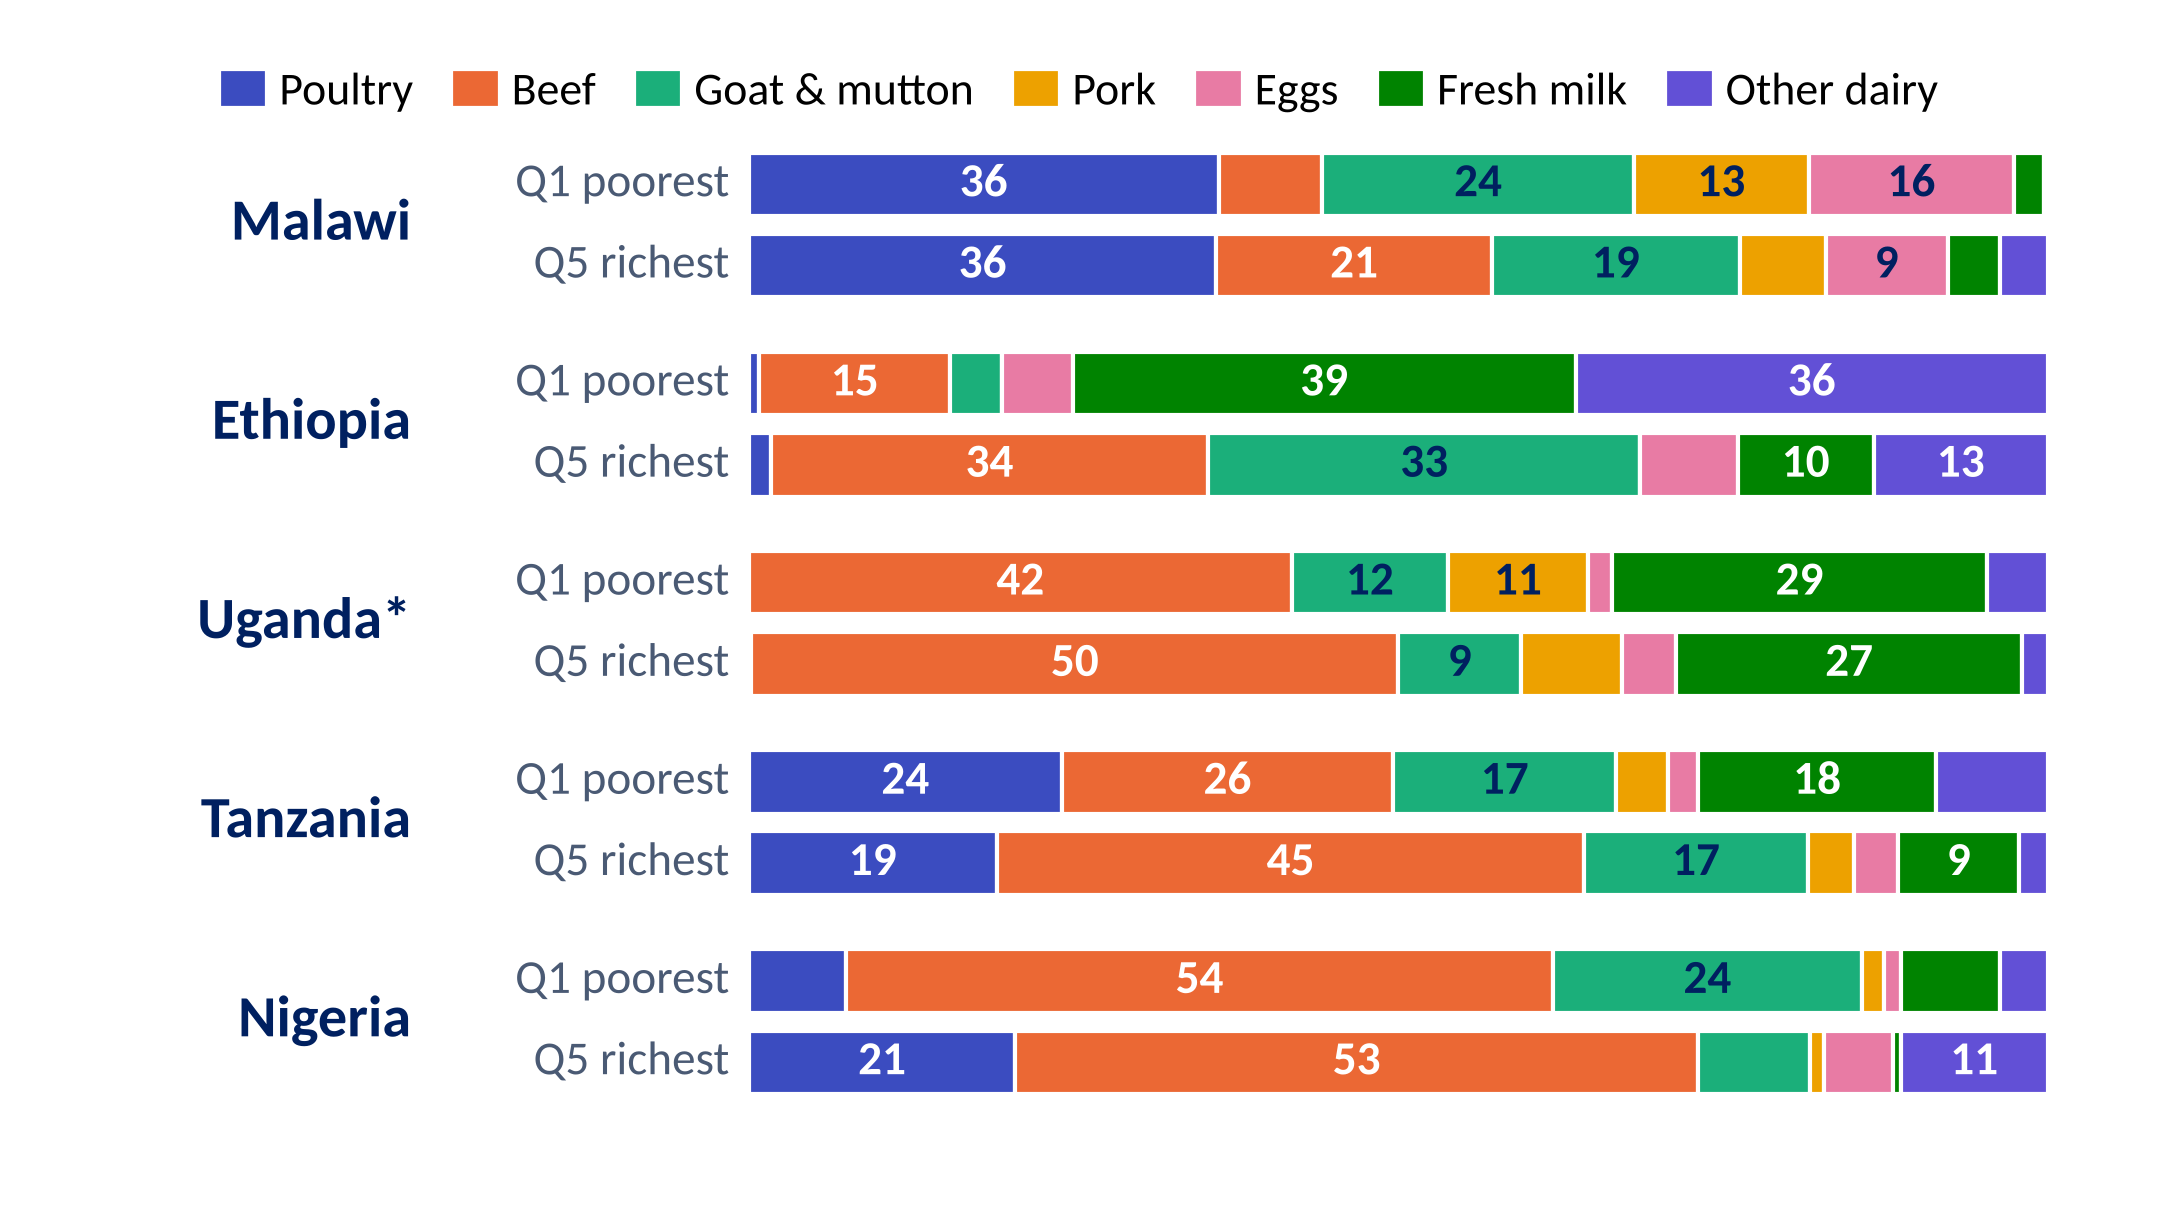 Poultry Beef Goat & mutton Pork Eggs Fresh milk Other dairy
Malawi
Q1 poorest 36 24 13 16
Q5 richest 36 21 19 9
Ethiopia
Q1 poorest 15 39 36
Q5 richest 34 33 10 13
Uganda*
Q1 poorest 42 12 11 29
Q5 richest 50 9 27
Tanzania
Q1 poorest 24 26 17 18
Q5 richest 19 45 17 9
Nigeria
Q1 poorest 54 24
Q5 richest 21 53 11